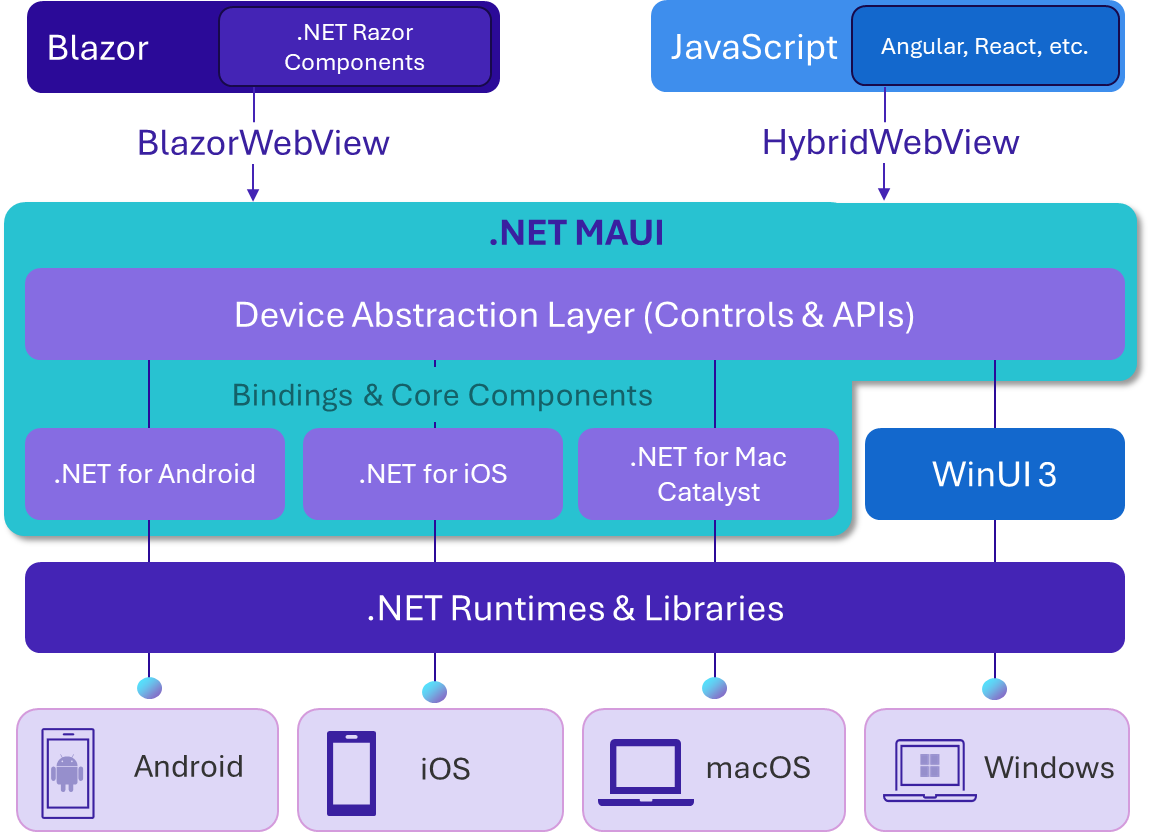 Blazor
.NET Razor
Components
JavaScript
Angular, React, etc.
BlazorWebView
HybridWebView
.NET MAUI
Device Abstraction Layer (Controls & APIs)
Bindings & Core Components
.NET for Android
.NET for iOS
.NET for Mac
Catalyst
WinUI 3
.NET Runtimes & Libraries
Android
iOS
macOS
Windows